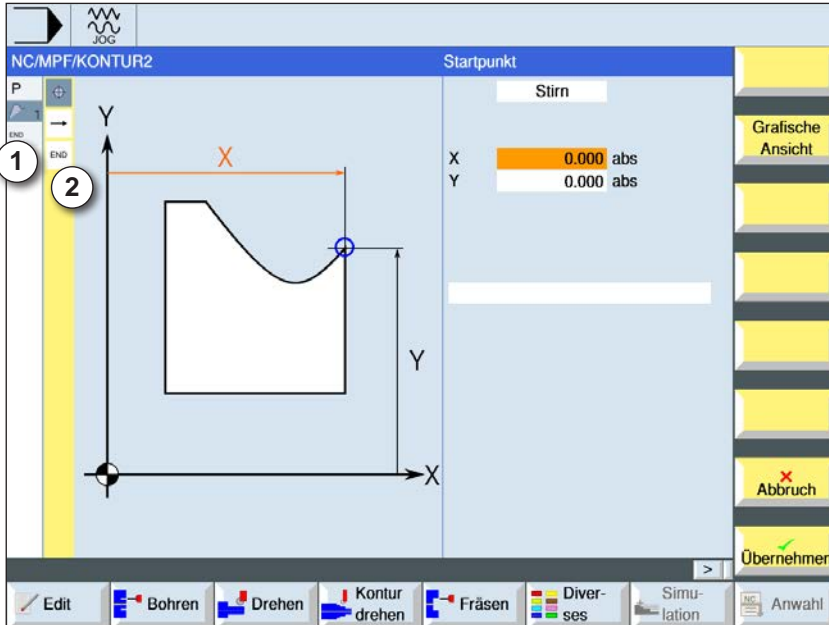 JOG
NC/MPF/KONTUR2
Startpunkt
P
1
END
END
1
2
Y
X
Y
X
Stirn
X 0.000 abs
Y 0.000 abs
Grafische
Ansicht
Abbruch
Übernehmen
>
Edit
Bohren
Drehen
Kontur
drehen
Fräsen
Diver-
ses
Simu-
lation
NC
Anwahl